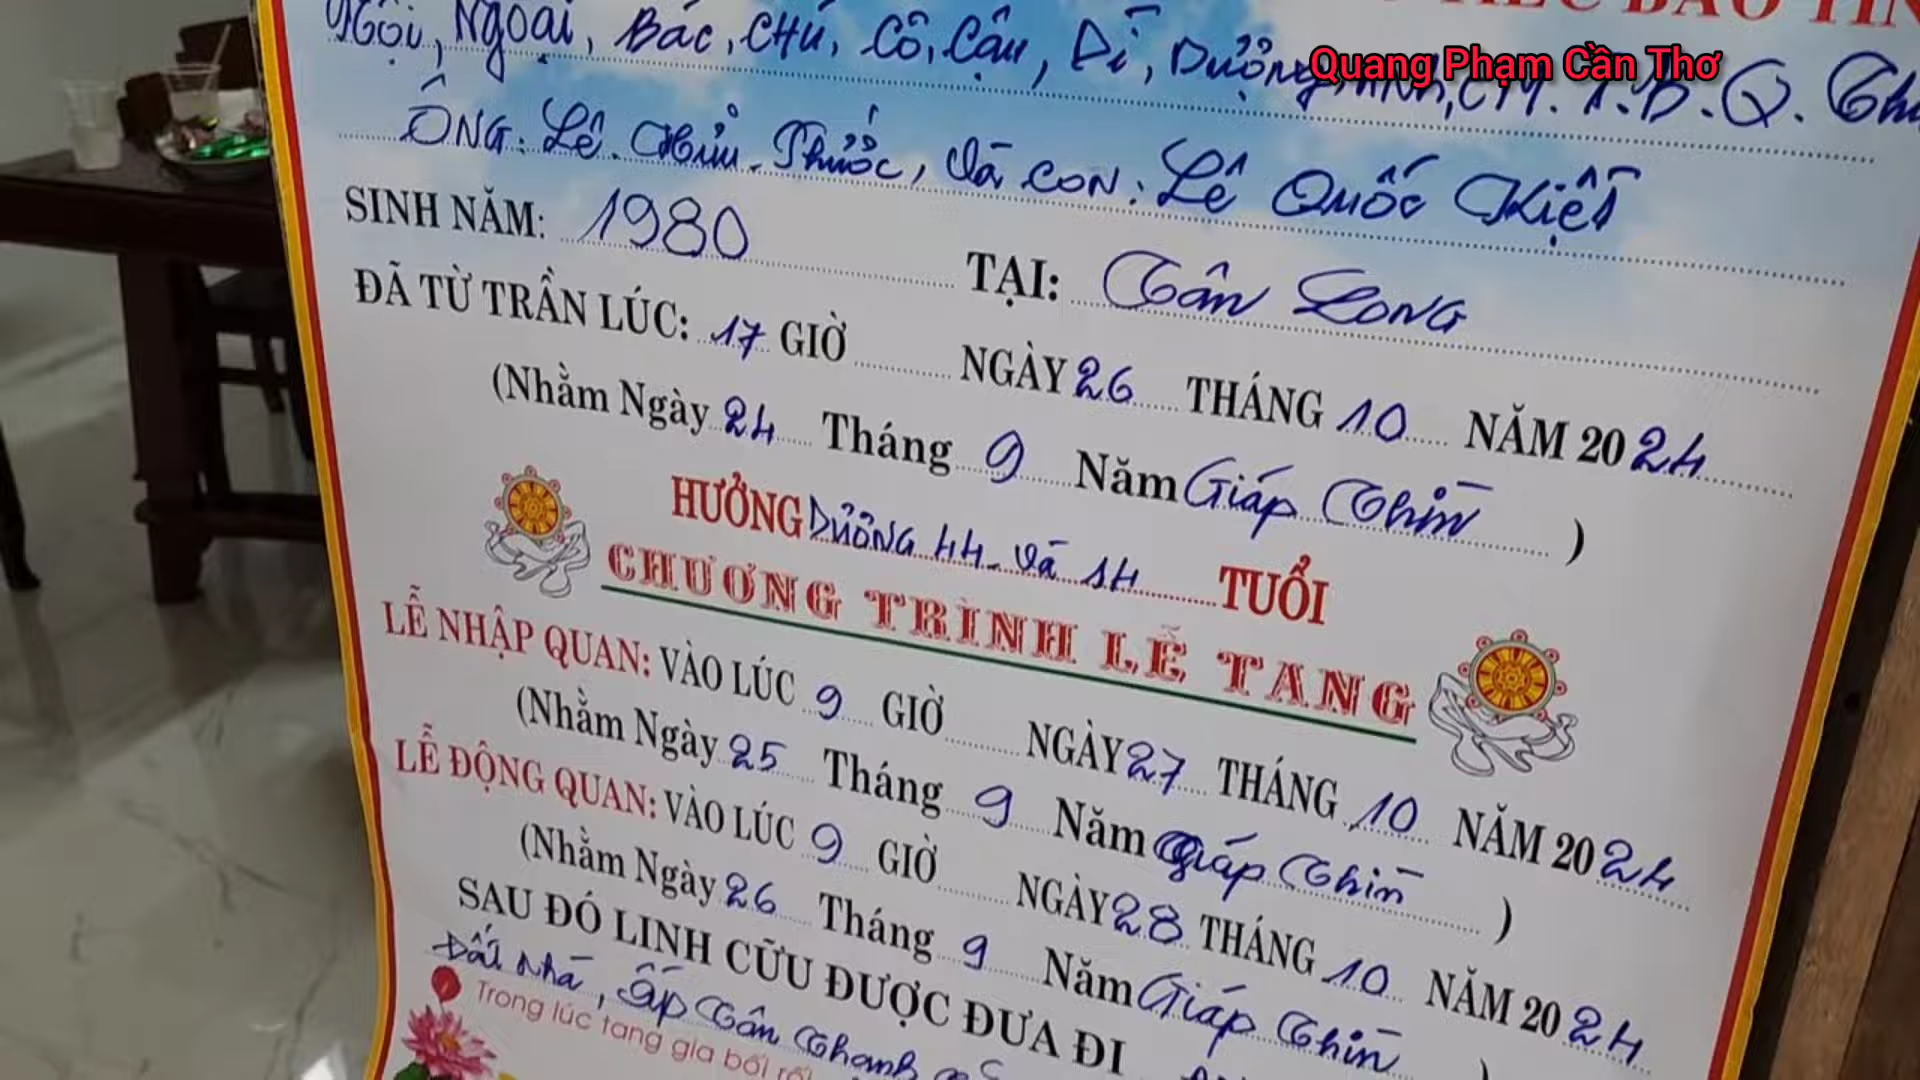 BÁO TIN
Nội, Ngoại, Bác, Chú, Cô, Cậu, Dì, Dượng,
Quang Phạm Cần Thơ
ÔNG: Lê Hữu Phước, Và CON: Lê Quốc Kiệt
SINH NĂM: 1980 TẠI: Tân Long
ĐÃ TỪ TRẦN LÚC: 17 GIỜ NGÀY 26 THÁNG 10 NĂM 2024
(Nhằm Ngày 24 Tháng 9 Năm Giáp Thìn )
HƯỞNG DƯƠNG 44 Và 14 TUỔI
CHƯƠNG TRÌNH LỄ TANG
LỄ NHẬP QUAN: VÀO LÚC 9 GIỜ NGÀY 27 THÁNG 10 NĂM 2024
(Nhằm Ngày 25 Tháng 9 Năm Giáp Thìn )
LỄ ĐỘNG QUAN: VÀO LÚC 9 GIỜ NGÀY 28 THÁNG 10 NĂM 2024
(Nhằm Ngày 26 Tháng 9 Năm Giáp Thìn )
SAU ĐÓ LINH CỮU ĐƯỢC ĐƯA ĐI
Đất Nhà, Ấp Tân Thạnh
Trong lúc tang gia bối rối